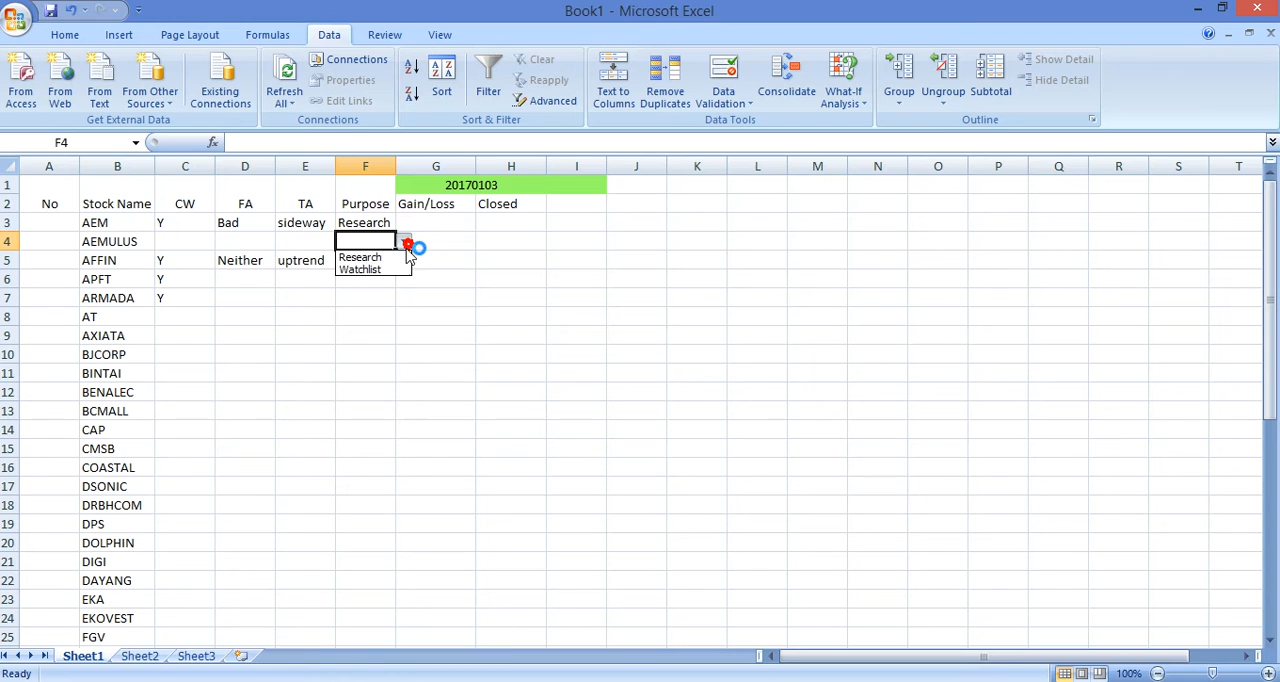 Book1 - Microsoft Excel
Home Insert Page Layout Formulas Data Review View
Connections Clear Show Detail
Properties Reapply Hide Detail
Edit Links Advanced
From Access From Web From Text From Other Sources Existing Connections Refresh All Sort Filter Text to Columns Remove Duplicates Data Validation Consolidate What-If Analysis Group Ungroup Subtotal
Get External Data Connections Sort & Filter Data Tools Outline
F4 fx
A B C D E F G H I J K L M N O P Q R S T
1 20170103
2 No Stock Name CW FA TA Purpose Gain/Loss Closed
3 AEM Y Bad sideway Research
4 AEMULUS
Research
Watchlist
5 AFFIN Y Neither uptrend
6 APFT Y
7 ARMADA Y
8 AT
9 AXIATA
10 BJCORP
11 BINTAI
12 BENALEC
13 BCMALL
14 CAP
15 CMSB
16 COASTAL
17 DSONIC
18 DRBHCOM
19 DPS
20 DOLPHIN
21 DIGI
22 DAYANG
23 EKA
24 EKOVEST
25 FGV
Sheet1 Sheet2 Sheet3
Ready 100%